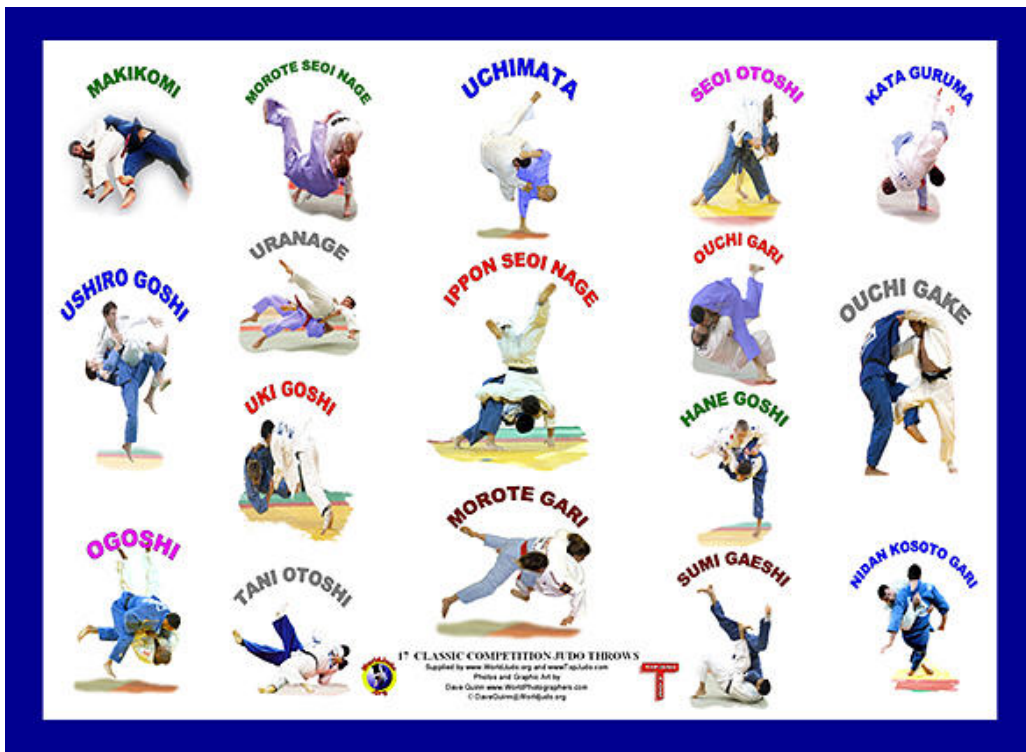 MAKIKOMI
MOROTE SEOI NAGE
UCHIMATA
SEOI OTOSHI
KATA GURUMA
USHIRO GOSHI
URANAGE
IPPON SEOI NAGE
OUCHI GARI
OUCHI GAKE
UKI GOSHI
HANE GOSHI
OGOSHI
TANI OTOSHI
MOROTE GARI
SUMI GAESHI
NIDAN KOSOTO GARI
17 CLASSIC COMPETITION JUDO THROWS
Supplied by www.WorldJudo.org and www.TopJudo.com
Photos and Graphic Art by
Dave Quinn www.WorldPhotographers.com
© DaveQuinn@Worldjudo.org